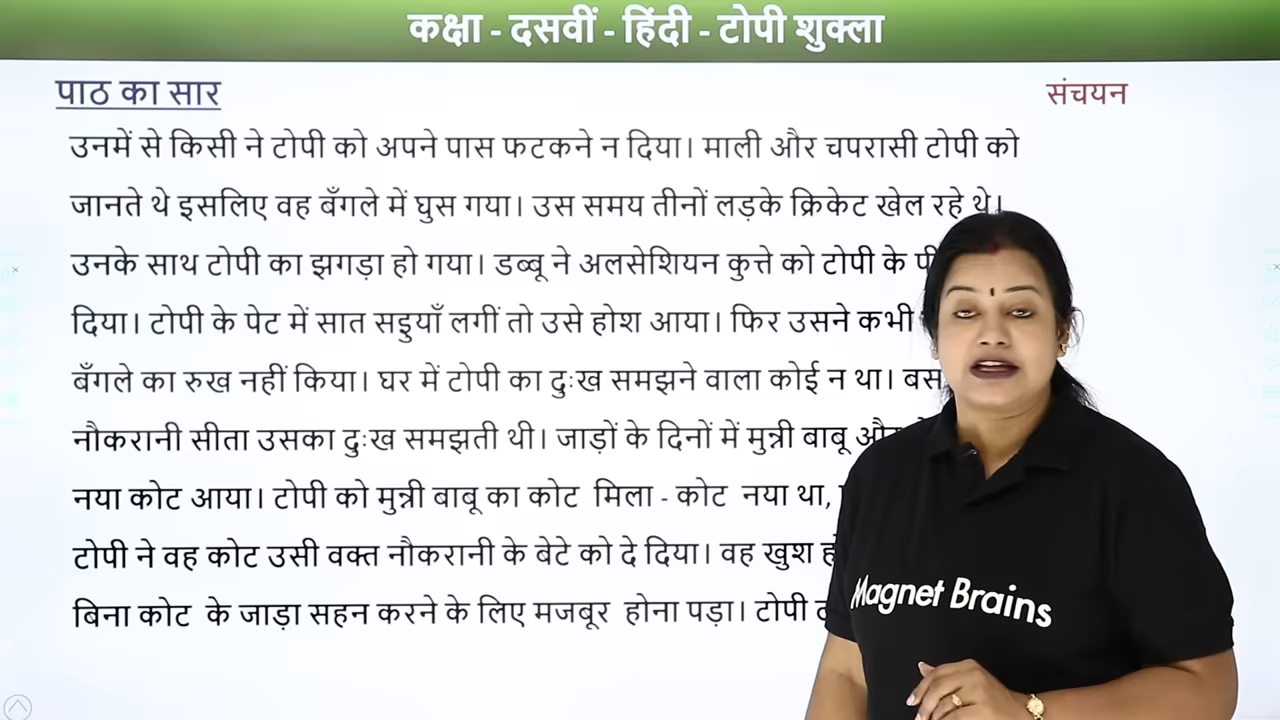 कक्षा - दसवीं - हिंदी - टोपी शुक्ला
पाठ का सार
संचयन
उनमें से किसी ने टोपी को अपने पास फटकने न दिया। माली और चपरासी टोपी को
जानते थे इसलिए वह बँगले में घुस गया। उस समय तीनों लड़के क्रिकेट खेल रहे थे।
उनके साथ टोपी का झगड़ा हो गया। डब्बू ने अलसेशियन कुत्ते को टोपी के
दिया। टोपी के पेट में सात सइुयाँ लगीं तो उसे होश आया। फिर उसने कभी
बँगले का रुख नहीं किया। घर में टोपी का दुःख समझने वाला कोई न था। बस
नौकरानी सीता उसका दुःख समझती थी। जाड़ों के दिनों में मुन्नी बाबू और
नया कोट आया। टोपी को मुन्नी बाबू का कोट मिला - कोट नया था,
टोपी ने वह कोट उसी वक्त नौकरानी के बेटे को दे दिया। वह खुश
बिना कोट के जाड़ा सहन करने के लिए मजबूर होना पड़ा। टोपी
Magnet Brains